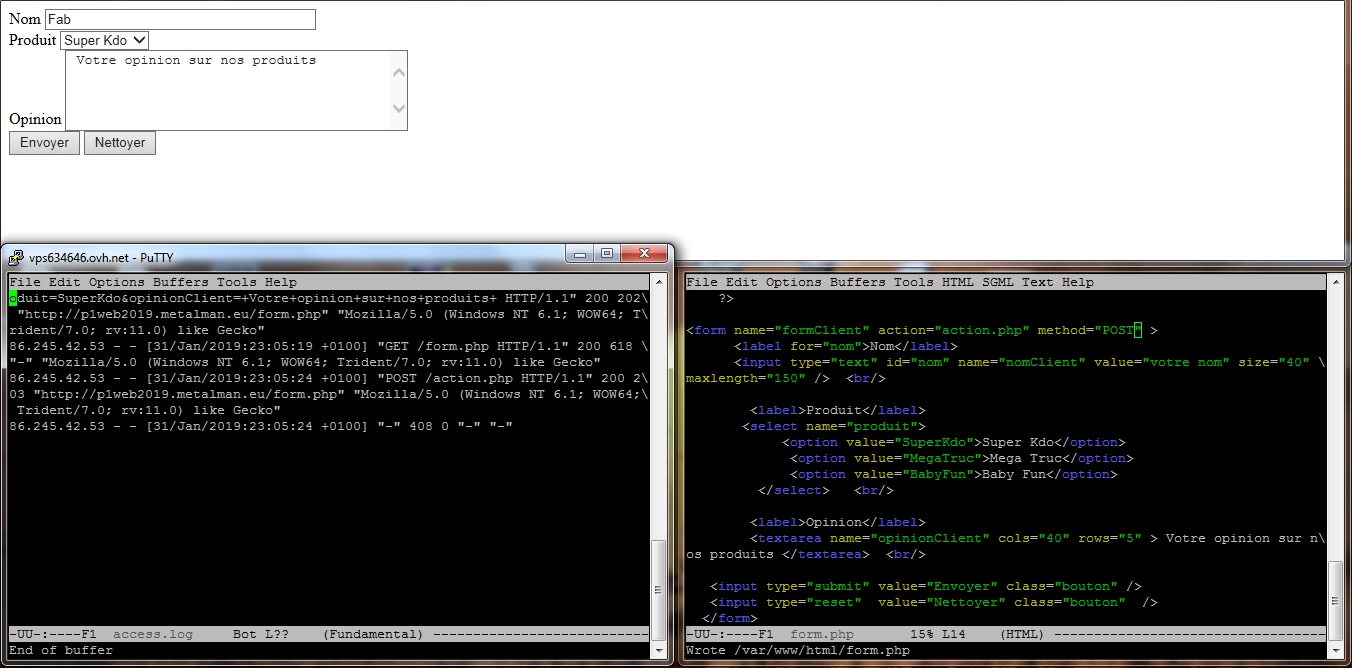 Nom Fab
Produit Super Kdo
Votre opinion sur nos produits
Opinion
Envoyer Nettoyer
vps634646.ovh.net - PuTTY
File Edit Options Buffers Tools Help
oduit=SuperKdo&opinionClient=+Votre+opinion+sur+nos+produits+ HTTP/1.1" 200 202\
"http://p1web2019.metalman.eu/form.php" "Mozilla/5.0 (Windows NT 6.1; WOW64; T\
rident/7.0; rv:11.0) like Gecko"
86.245.42.53 - - [31/Jan/2019:23:05:19 +0100] "GET /form.php HTTP/1.1" 200 618 \
"-" "Mozilla/5.0 (Windows NT 6.1; WOW64; Trident/7.0; rv:11.0) like Gecko"
86.245.42.53 - - [31/Jan/2019:23:05:24 +0100] "POST /action.php HTTP/1.1" 200 2\
03 "http://p1web2019.metalman.eu/form.php" "Mozilla/5.0 (Windows NT 6.1; WOW64;\
Trident/7.0; rv:11.0) like Gecko"
86.245.42.53 - - [31/Jan/2019:23:05:24 +0100] "-" 408 0 "-" "-"
-UU-:----F1 access.log Bot L?? (Fundamental) ---------------------------
End of buffer
File Edit Options Buffers Tools HTML SGML Text Help
?>
<form name="formClient" action="action.php" method="POST" >
<label for="nom">Nom</label>
<input type="text" id="nom" name="nomClient" value="votre nom" size="40" \
maxlength="150" /> <br/>
<label>Produit</label>
<select name="produit">
<option value="SuperKdo">Super Kdo</option>
<option value="MegaTruc">Mega Truc</option>
<option value="BabyFun">Baby Fun</option>
</select> <br/>
<label>Opinion</label>
<textarea name="opinionClient" cols="40" rows="5" > Votre opinion sur n\
os produits </textarea> <br/>
<input type="submit" value="Envoyer" class="bouton" />
<input type="reset" value="Nettoyer" class="bouton" />
</form>
-UU-:----F1 form.php 15% L14 (HTML) ----------------------------------
Wrote /var/www/html/form.php